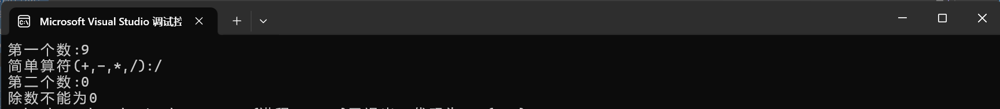 Microsoft Visual Studio 调试控
第一个数:9
简单算符(+,-,*,/):/
第二个数:0
除数不能为0